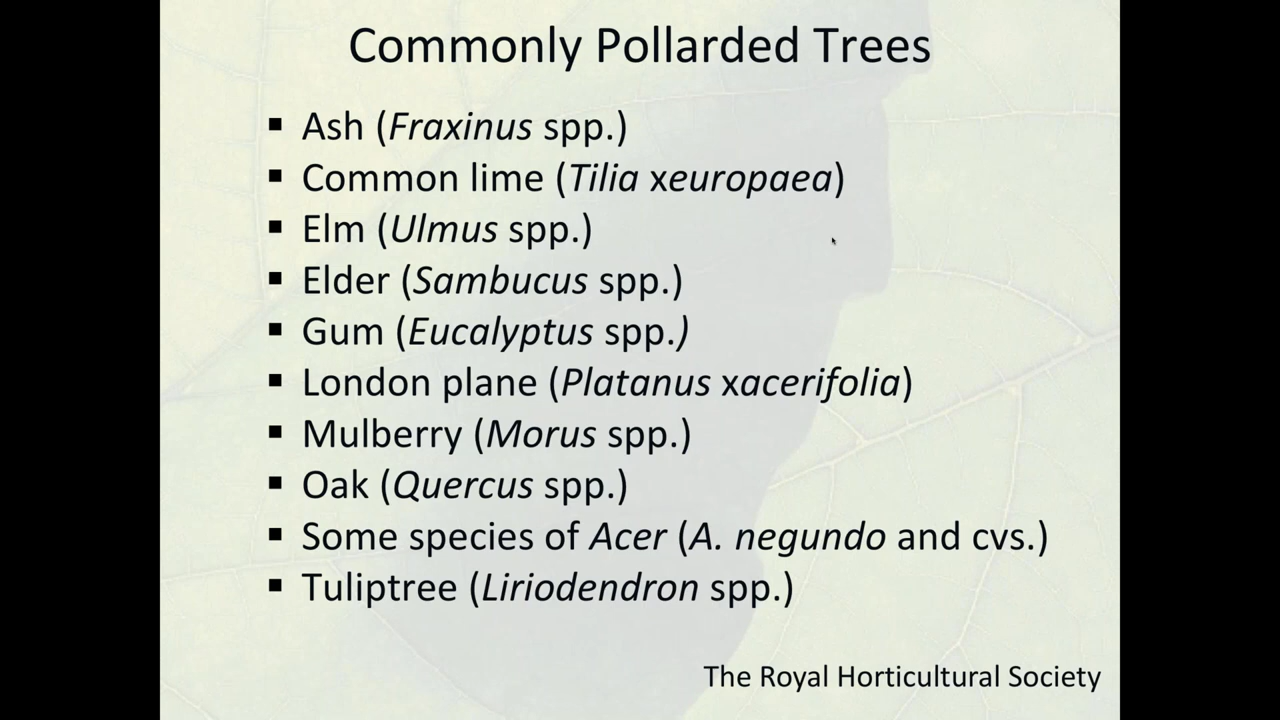 Commonly Pollarded Trees
▪ Ash (Fraxinus spp.)
▪ Common lime (Tilia xeuropaea)
▪ Elm (Ulmus spp.)
▪ Elder (Sambucus spp.)
▪ Gum (Eucalyptus spp.)
▪ London plane (Platanus xacerifolia)
▪ Mulberry (Morus spp.)
▪ Oak (Quercus spp.)
▪ Some species of Acer (A. negundo and cvs.)
▪ Tuliptree (Liriodendron spp.)
The Royal Horticultural Society